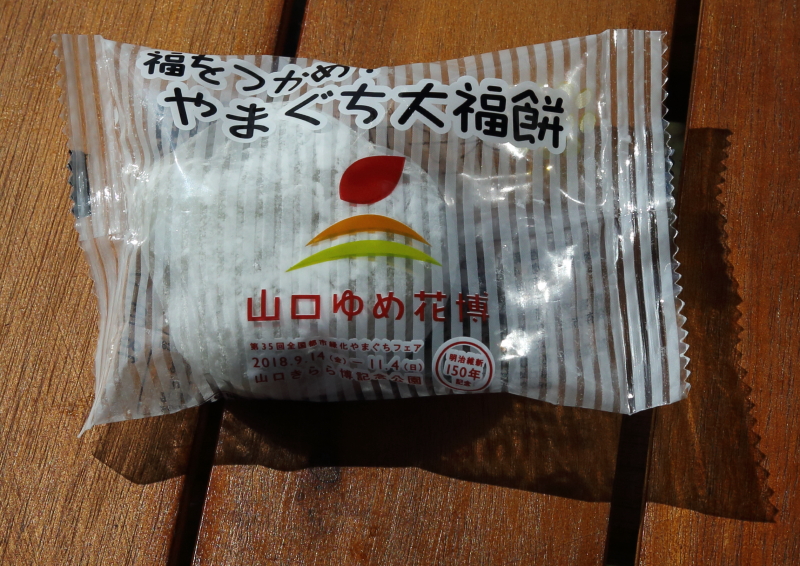 福をつかめ!
やまぐち大福餅
山口ゆめ花博
第35回全国都市緑化やまぐちフェア
2018.9.14(金)—11.4(日)
山口きらら博記念公園
明治維新
150年
記念